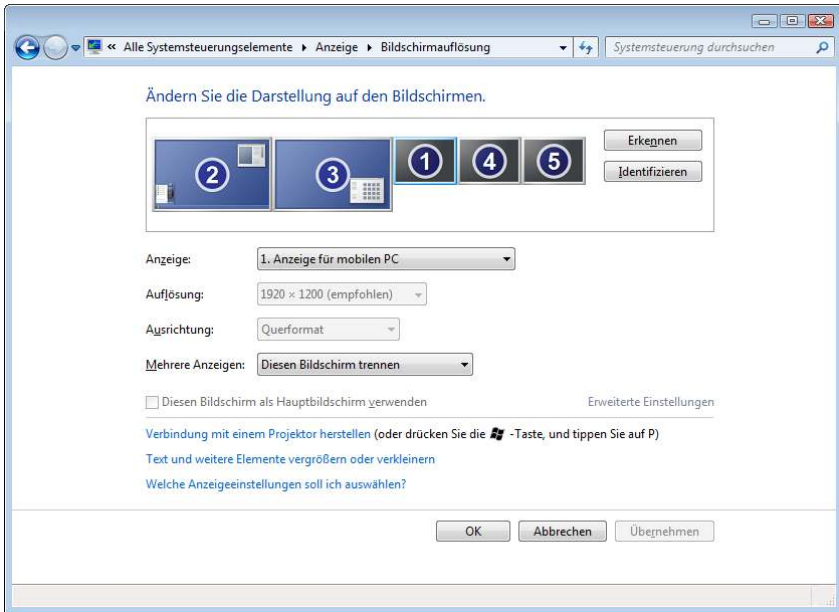 « Alle Systemsteuerungselemente Anzeige Bildschirmauflösung Systemsteuerung durchsuchen
Ändern Sie die Darstellung auf den Bildschirmen.
2 3 1 4 5
Erkennen
Identifizieren
Anzeige: 1. Anzeige für mobilen PC
Auflösung: 1920 × 1200 (empfohlen)
Ausrichtung: Querformat
Mehrere Anzeigen: Diesen Bildschirm trennen
Diesen Bildschirm als Hauptbildschirm verwenden Erweiterte Einstellungen
Verbindung mit einem Projektor herstellen (oder drücken Sie die -Taste, und tippen Sie auf P)
Text und weitere Elemente vergrößern oder verkleinern
Welche Anzeigeeinstellungen soll ich auswählen?
OK Abbrechen Übernehmen